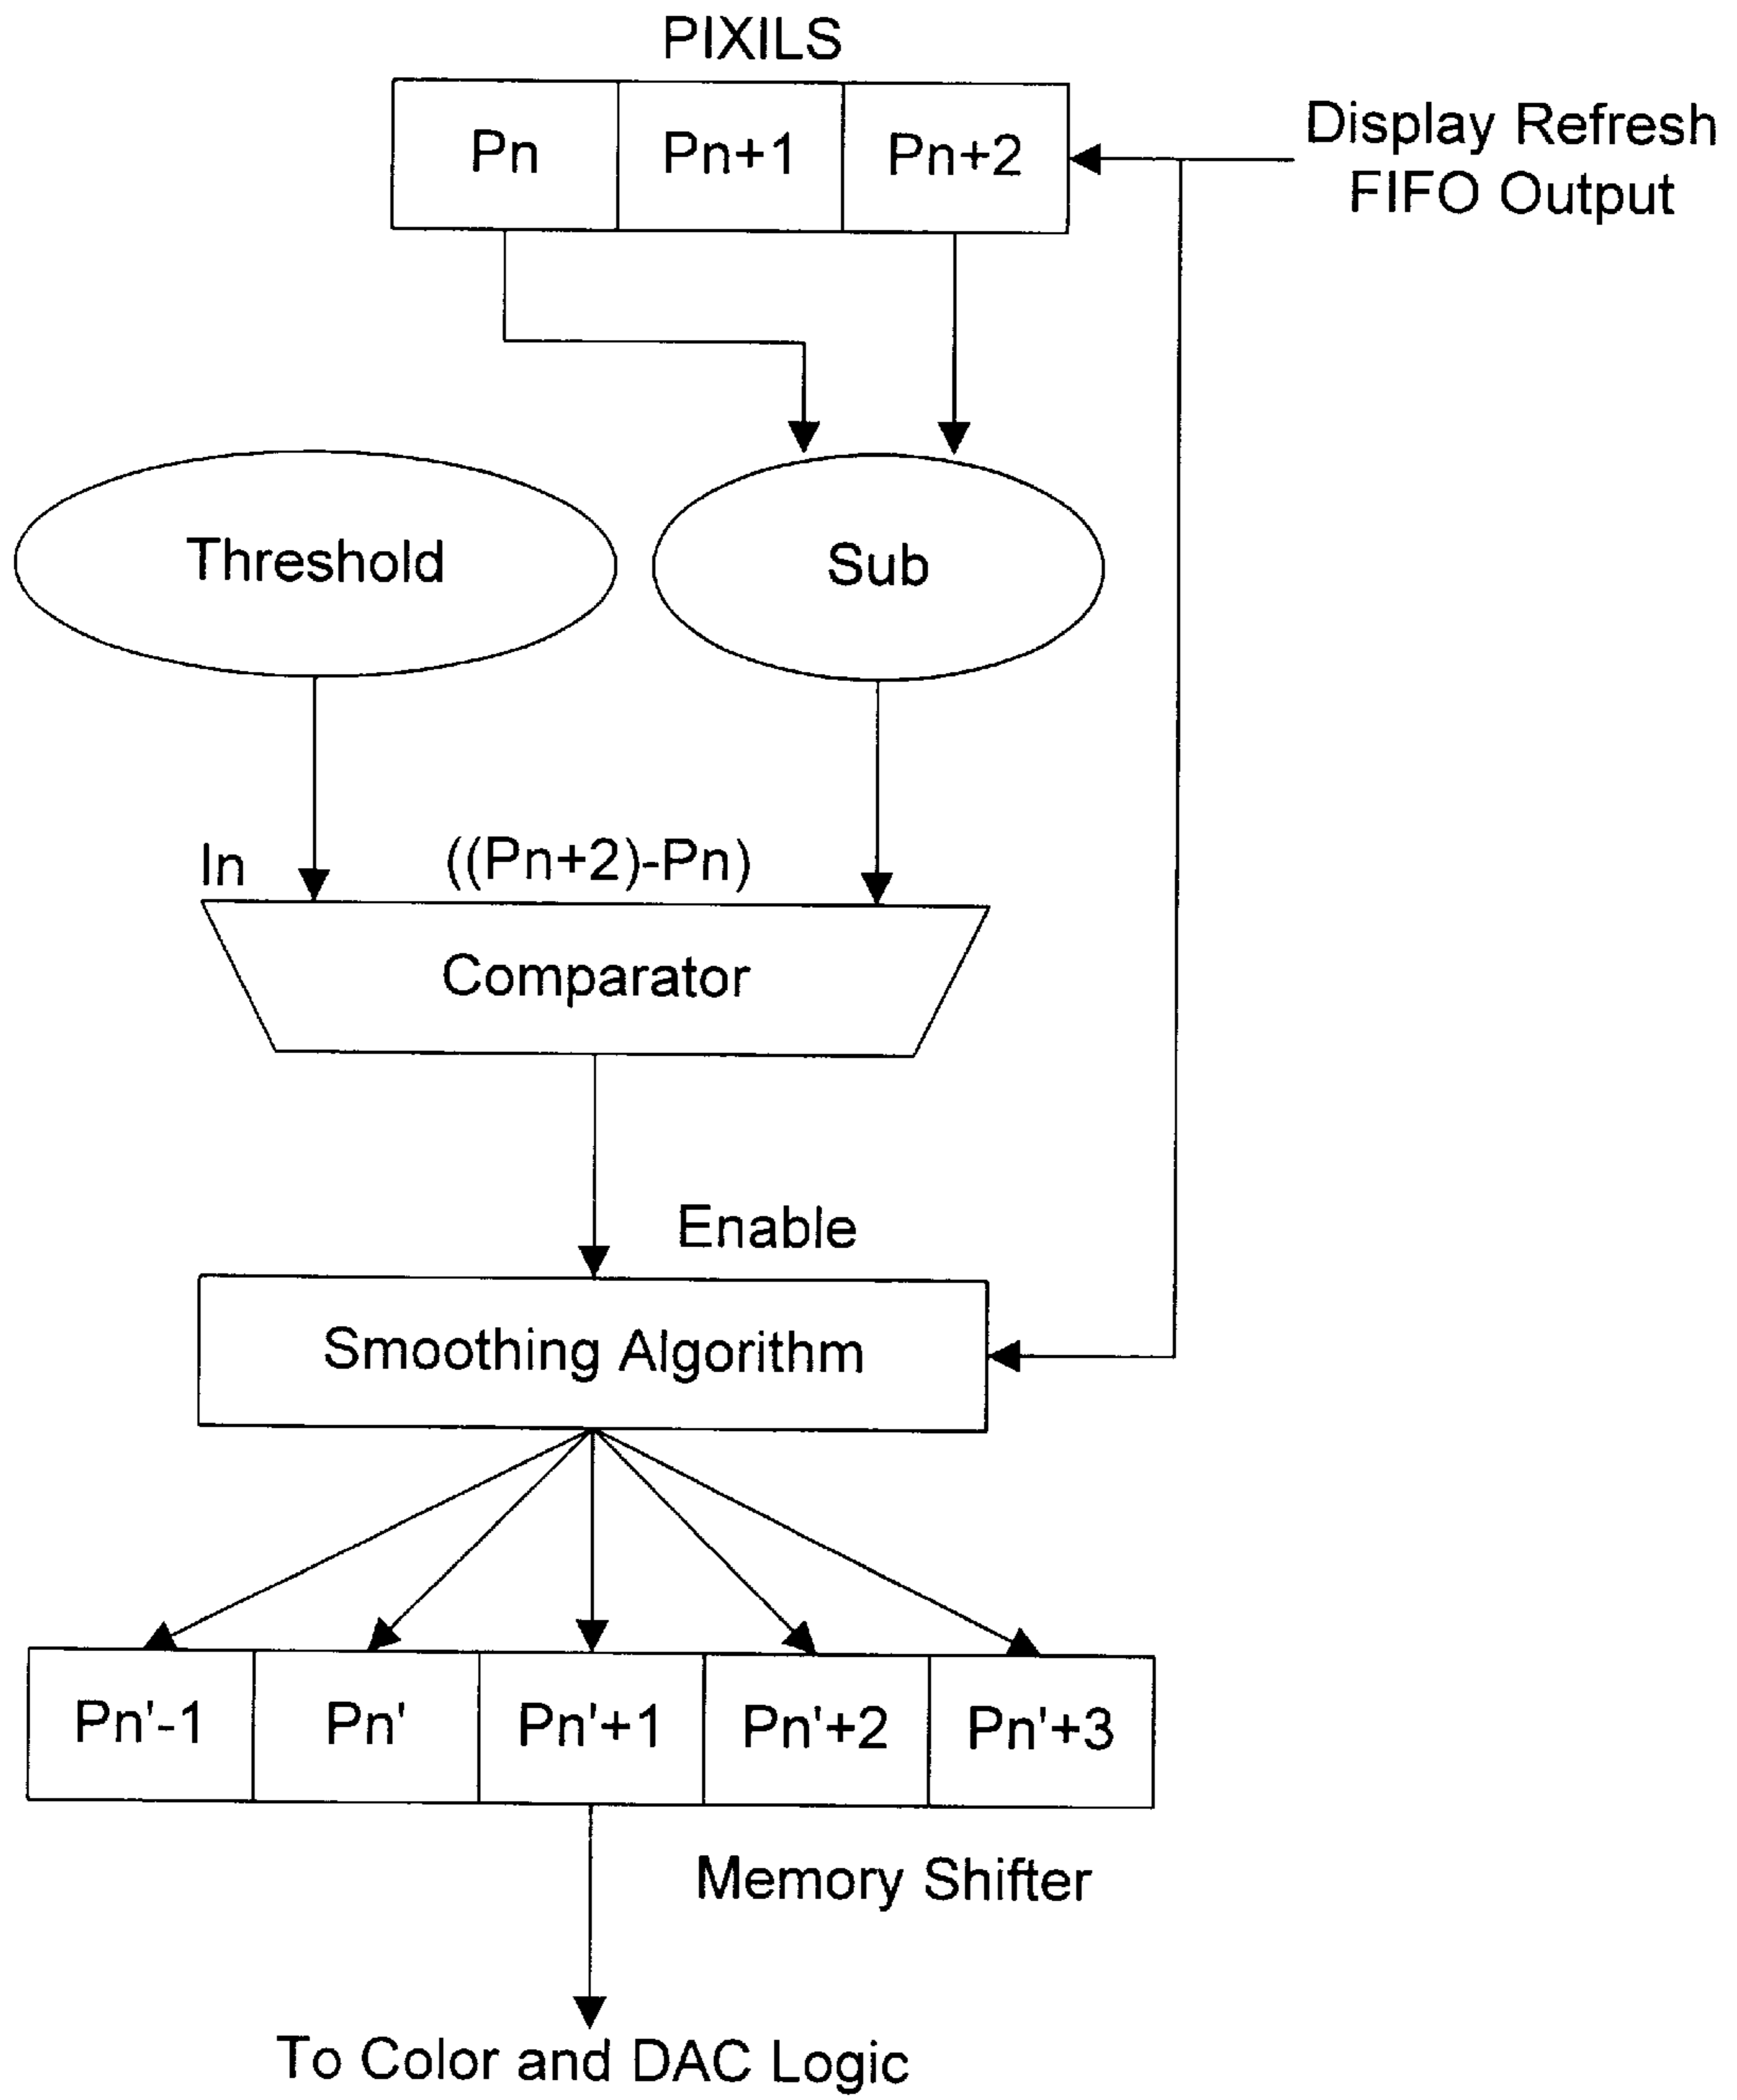 PIXILS
Pn
Pn+1
Pn+2
Display Refresh
FIFO Output
Threshold
Sub
In
((Pn+2)-Pn)
Comparator
Enable
Smoothing Algorithm
Pn'-1
Pn'
Pn'+1
Pn'+2
Pn'+3
Memory Shifter
To Color and DAC Logic